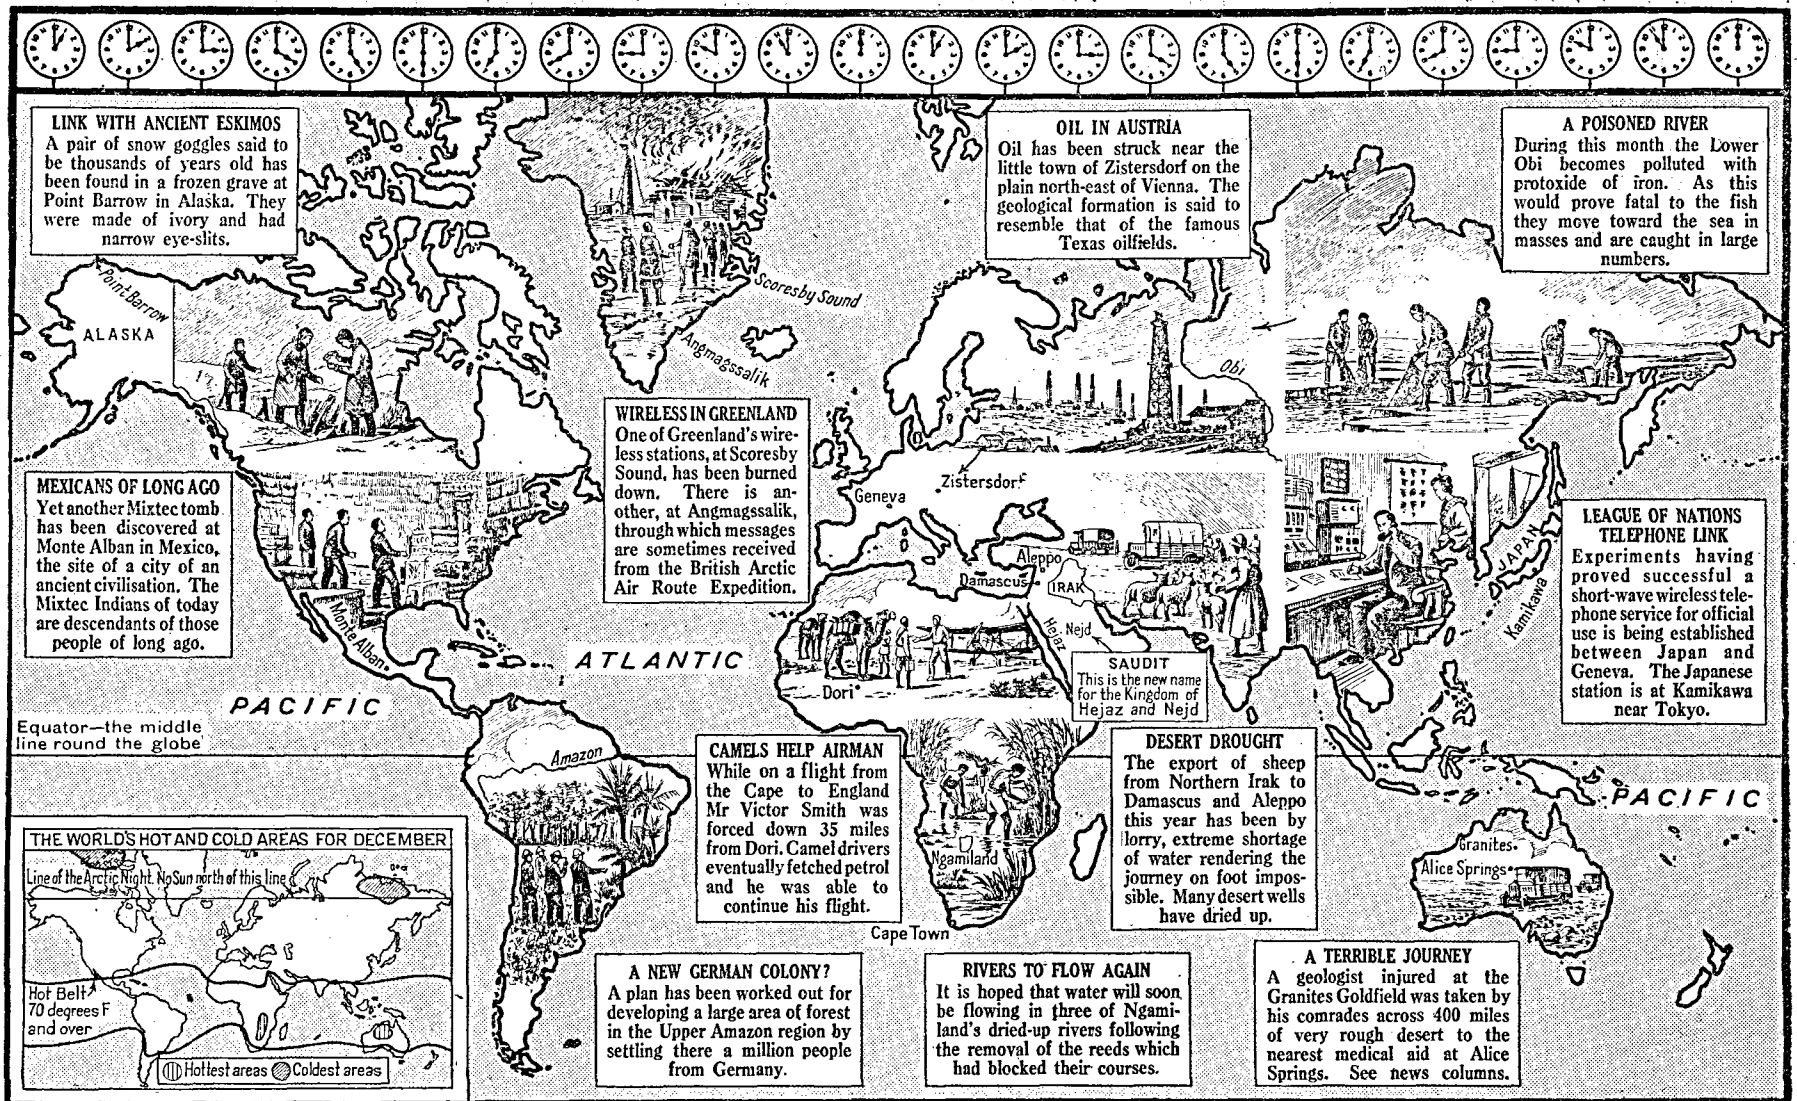 LINK WITH ANCIENT ESKIMOS
A pair of snow goggles said to
be thousands of years old has
been found in a frozen grave at
Point Barrow in Alaska. They
were made of ivory and had
narrow eye-slits.
OIL IN AUSTRIA
Oil has been struck near the
little town of Zistersdorf on the
plain north-east of Vienna. The
geological formation is said to
resemble that of the famous
Texas oilfields.
A POISONED RIVER
During this month the Lower
Obi becomes polluted with
protoxide of iron. As this
would prove fatal to the fish
they move toward the sea in
masses and are caught in large
numbers.
Point Barrow
ALASKA
Scoresby Sound
Angmagssalik
Obi
WIRELESS IN GREENLAND
One of Greenland's wire-
less stations, at Scoresby
Sound, has been burned
down. There is an-
other, at Angmagssalik,
through which messages
are sometimes received
from the British Arctic
Air Route Expedition.
MEXICANS OF LONG AGO
Yet another Mixtec tomb
has been discovered at
Monte Alban in Mexico,
the site of a city of an
ancient civilisation. The
Mixtec Indians of today
are descendants of those
people of long ago.
Geneva
Zistersdorf
Aleppo
Damascus
IRAK
Hejaz
Nejd
JAPAN
Kamikawa
LEAGUE OF NATIONS
TELEPHONE LINK
Experiments having
proved successful a
short-wave wireless tele-
phone service for official
use is being established
between Japan and
Geneva. The Japanese
station is at Kamikawa
near Tokyo.
Monte Alban
ATLANTIC
Dori
SAUDIT
This is the new name
for the Kingdom of
Hejaz and Nejd
PACIFIC
Equator—the middle
line round the globe
Amazon
CAMELS HELP AIRMAN
While on a flight from
the Cape to England
Mr Victor Smith was
forced down 35 miles
from Dori. Camel drivers
eventually fetched petrol
and he was able to
continue his flight.
DESERT DROUGHT
The export of sheep
from Northern Irak to
Damascus and Aleppo
this year has been by
lorry, extreme shortage
of water rendering the
journey on foot impos-
sible. Many desert wells
have dried up.
PACIFIC
Ngamiland
Cape Town
Granites
Alice Springs
THE WORLD'S HOT AND COLD AREAS FOR DECEMBER
Line of the Arctic Night. No Sun north of this line
Hot Belt
70 degrees F
and over
Hottest areas Coldest areas
A NEW GERMAN COLONY?
A plan has been worked out for
developing a large area of forest
in the Upper Amazon region by
settling there a million people
from Germany.
RIVERS TO FLOW AGAIN
It is hoped that water will soon
be flowing in three of Ngami-
land's dried-up rivers following
the removal of the reeds which
had blocked their courses.
A TERRIBLE JOURNEY
A geologist injured at the
Granites Goldfield was taken by
his comrades across 400 miles
of very rough desert to the
nearest medical aid at Alice
Springs. See news columns.